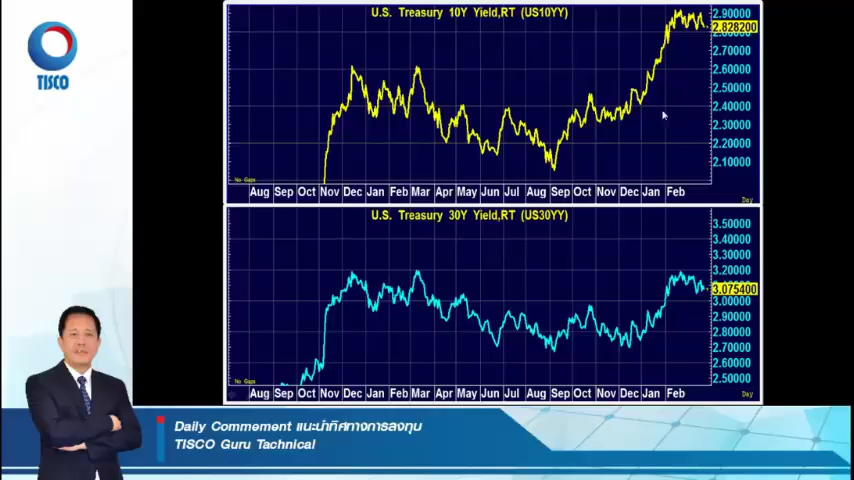 TISCO
U.S. Treasury 10Y Yield,RT (US10YY)
2.90000
2.82820
2.80000
2.70000
2.60000
2.50000
2.40000
2.30000
2.20000
2.10000
No Gaps
Aug Sep Oct Nov Dec Jan Feb Mar Apr May Jun Jul Aug Sep Oct Nov Dec Jan Feb
Day
U.S. Treasury 30Y Yield,RT (US30YY)
3.50000
3.40000
3.30000
3.20000
3.075400
3.00000
2.90000
2.80000
2.70000
2.60000
2.50000
No Gaps
Aug Sep Oct Nov Dec Jan Feb Mar Apr May Jun Jul Aug Sep Oct Nov Dec Jan Feb
Day
Daily Commement แนะนำทิศทางการลงทุน
TISCO Guru Tachnical